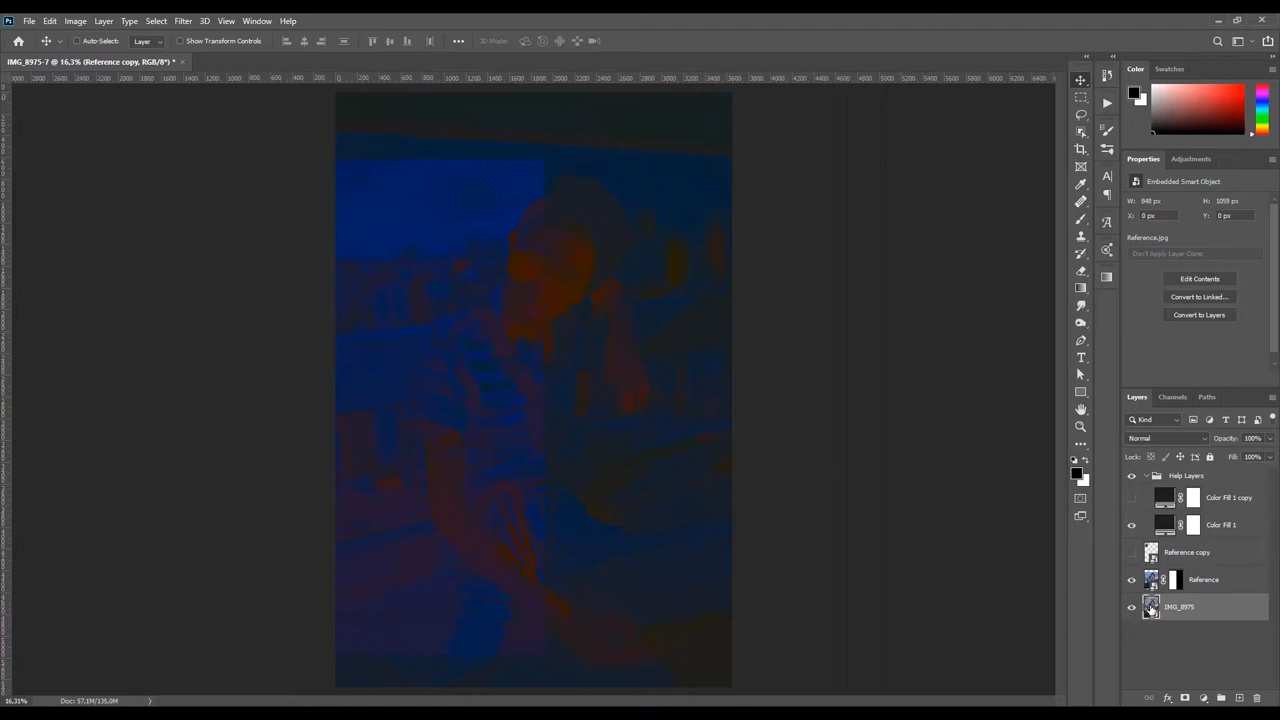 Ps File Edit Image Layer Type Select Filter 3D View Window Help
Auto-Select: Layer Show Transform Controls 3D Mode:
IMG_8975-7 @ 16,3% (Reference copy, RGB/8*) *
Color Swatches
Properties Adjustments
Embedded Smart Object
W: 848 px H: 1059 px
X: 0 px Y: 0 px
Reference.jpg
Don't Apply Layer Comp
Edit Contents
Convert to Linked...
Convert to Layers
Layers Channels Paths
Kind
Normal Opacity: 100%
Lock: Fill: 100%
Help Layers
Color Fill 1 copy
Color Fill 1
Reference copy
Reference
IMG_8975
16,31% Doc: 57,1M/135,0M